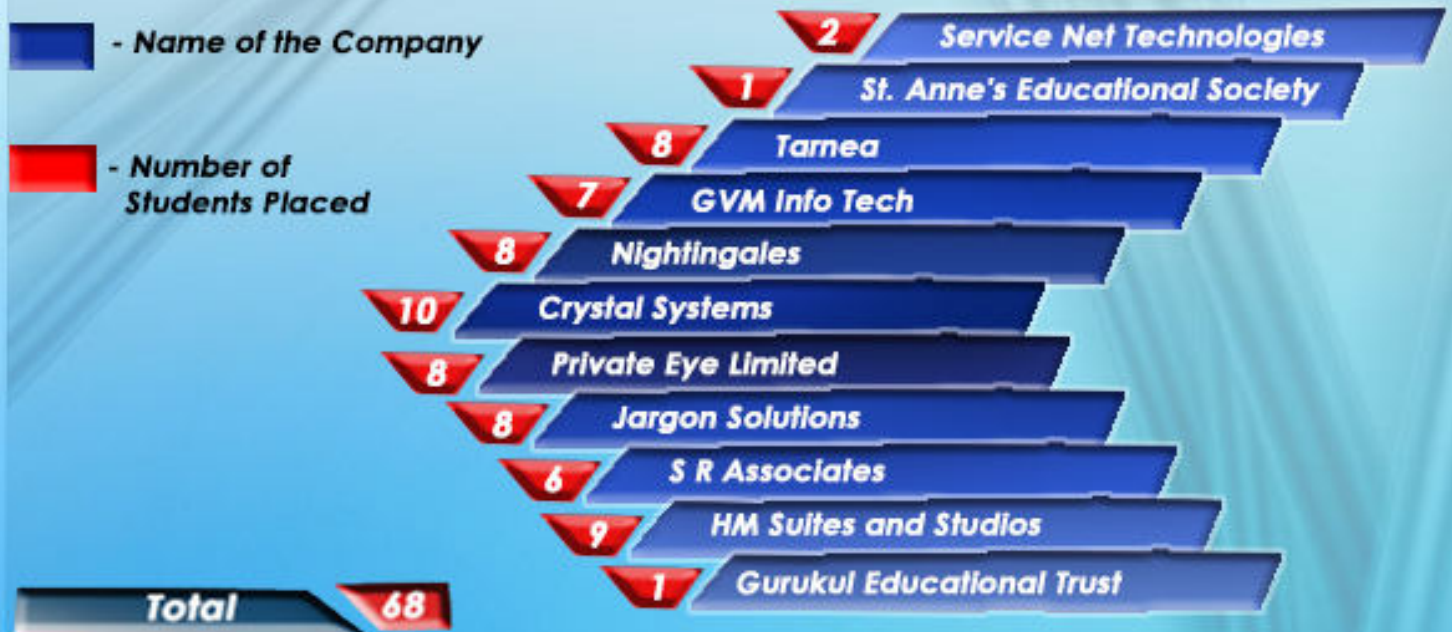 - Name of the Company
- Number of
Students Placed
2 Service Net Technologies
1 St. Anne's Educational Society
8 Tarnea
7 GVM Info Tech
8 Nightingales
10 Crystal Systems
8 Private Eye Limited
8 Jargon Solutions
6 S R Associates
9 HM Suites and Studios
1 Gurukul Educational Trust
Total 68